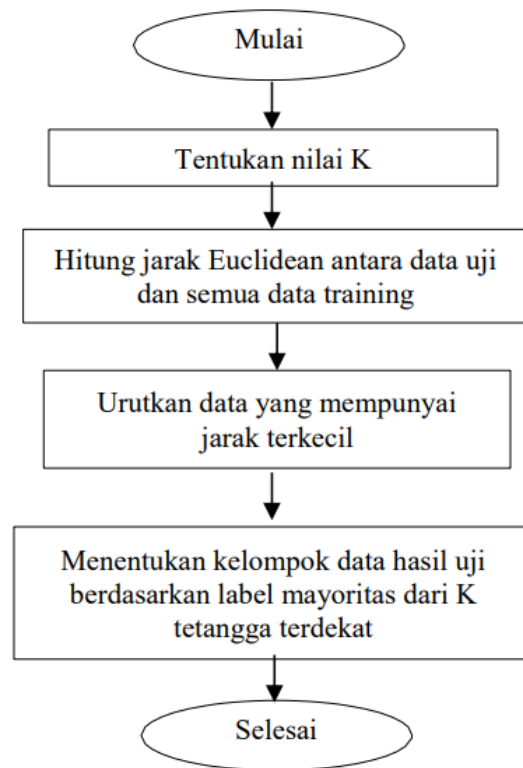 Mulai
Tentukan nilai K
Hitung jarak Euclidean antara data uji
dan semua data training
Urutkan data yang mempunyai
jarak terkecil
Menentukan kelompok data hasil uji
berdasarkan label mayoritas dari K
tetangga terdekat
Selesai